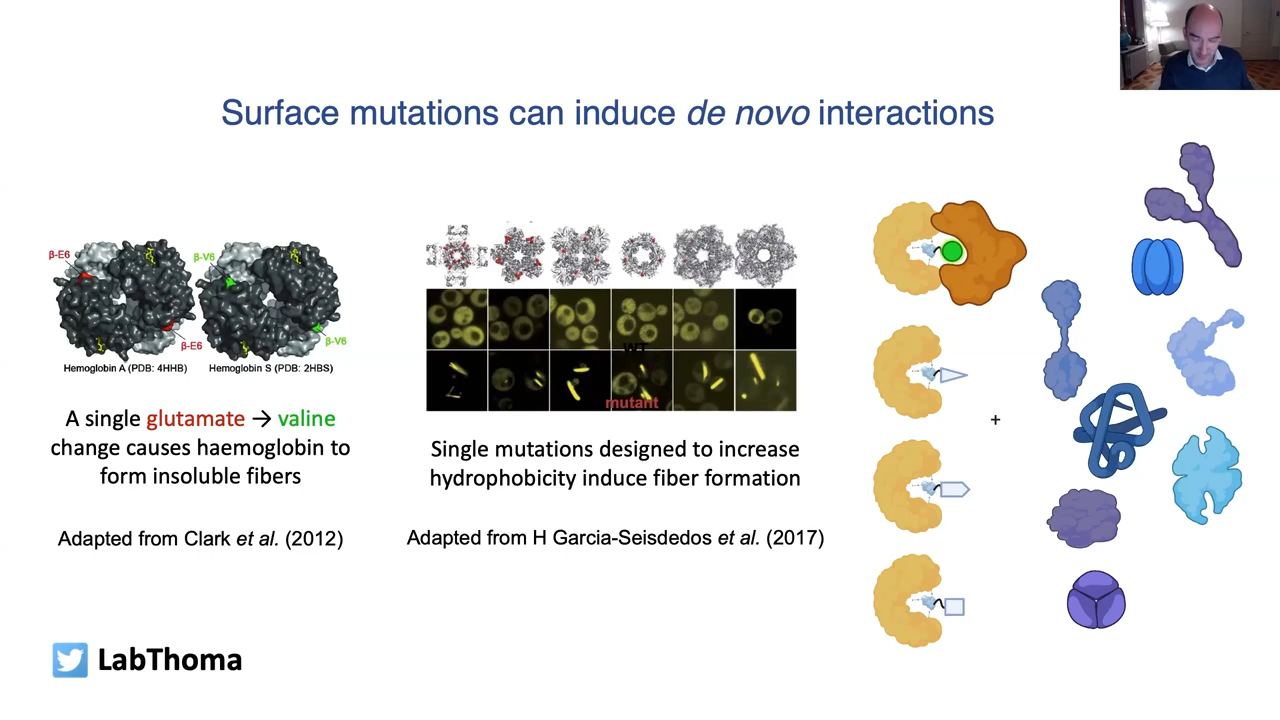 Surface mutations can induce de novo interactions
β-E6
β-V6
β-E6
β-V6
Hemoglobin A (PDB: 4HHB)
Hemoglobin S (PDB: 2HBS)
A single glutamate → valine
change causes haemoglobin to
form insoluble fibers
Adapted from Clark et al. (2012)
WT
mutant
Single mutations designed to increase
hydrophobicity induce fiber formation
Adapted from H Garcia-Seisdedos et al. (2017)
+
LabThoma